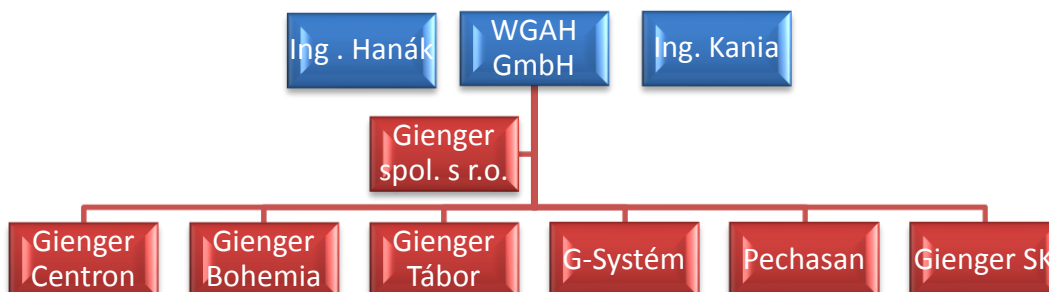 Ing . Hanák
WGAH
GmbH
Ing. Kania
Gienger
spol. s r.o.
Gienger
Centron
Gienger
Bohemia
Gienger
Tábor
G-Systém
Pechasan
Gienger SK